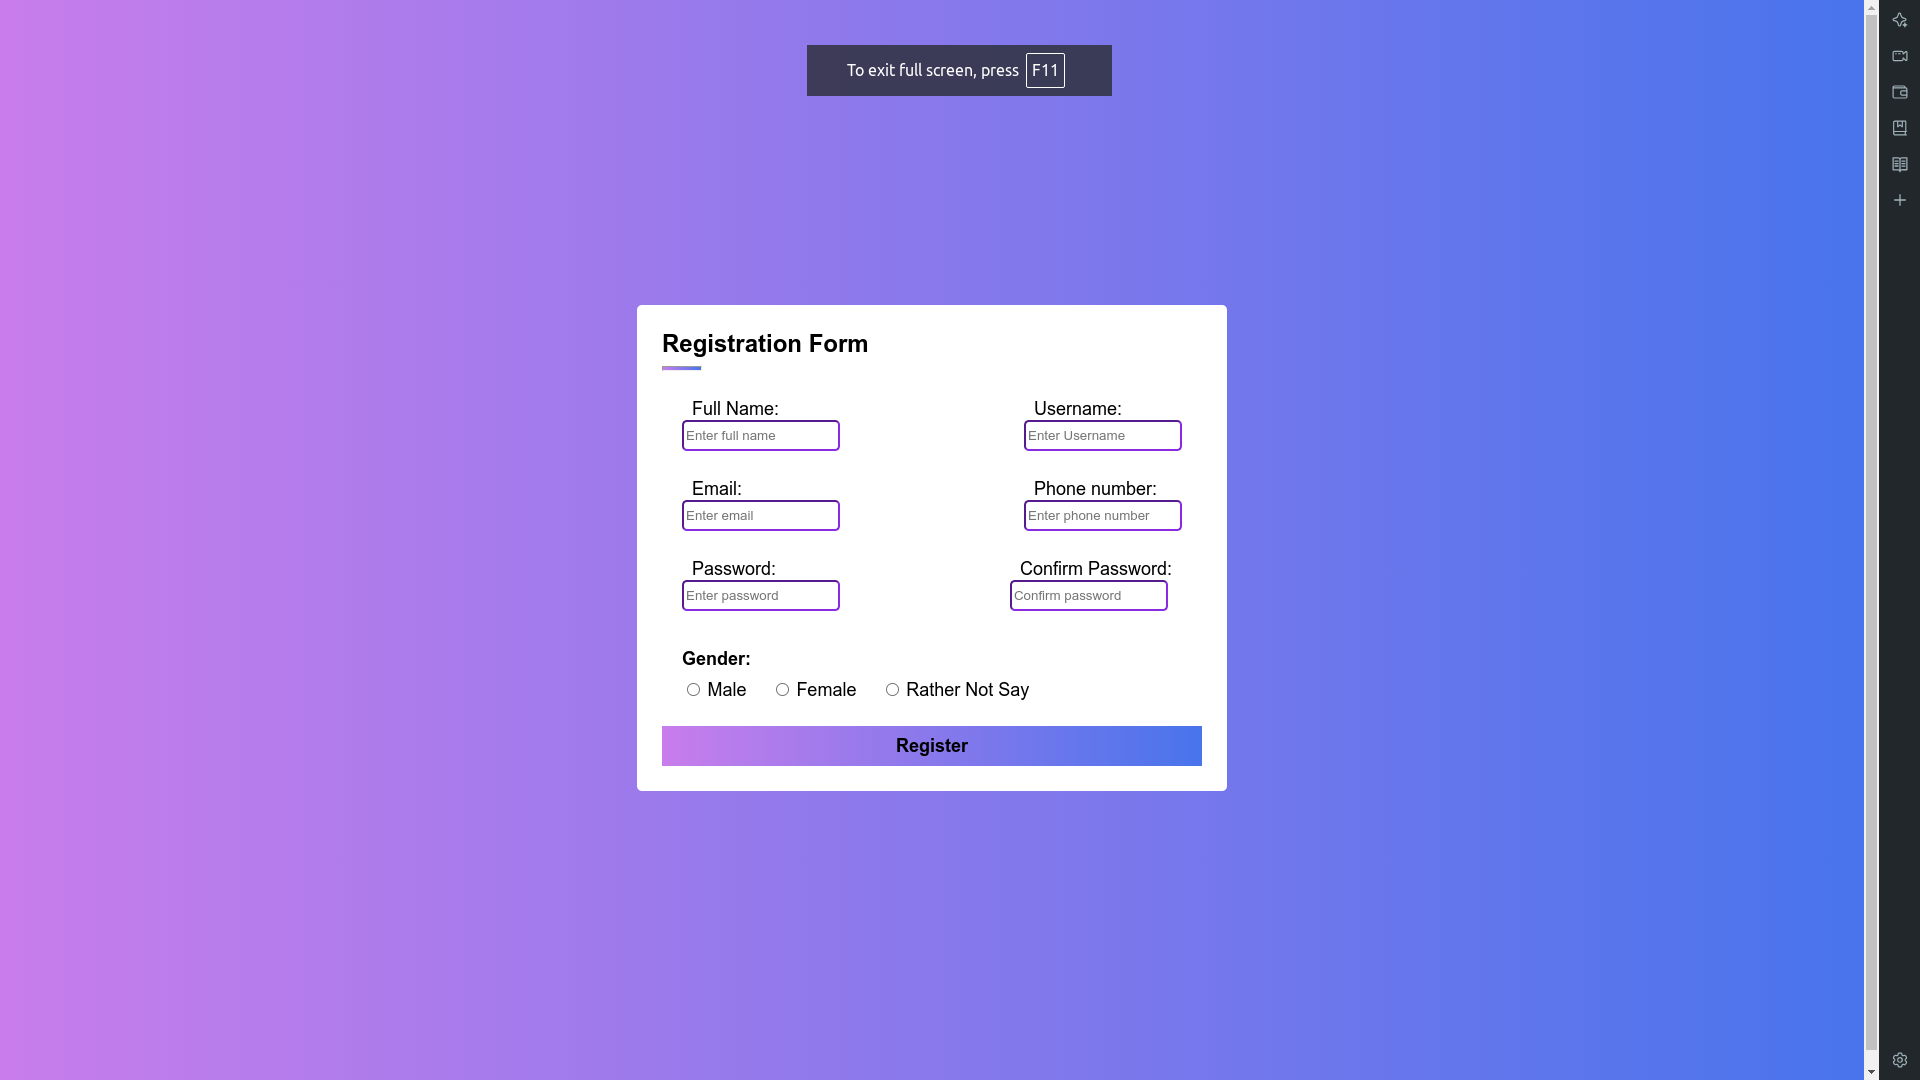 To exit full screen, press F11
Registration Form
Full Name: Username:
Enter full name Enter Username
Email: Phone number:
Enter email Enter phone number
Password: Confirm Password:
Enter password Confirm password
Gender:
Male Female Rather Not Say
Register